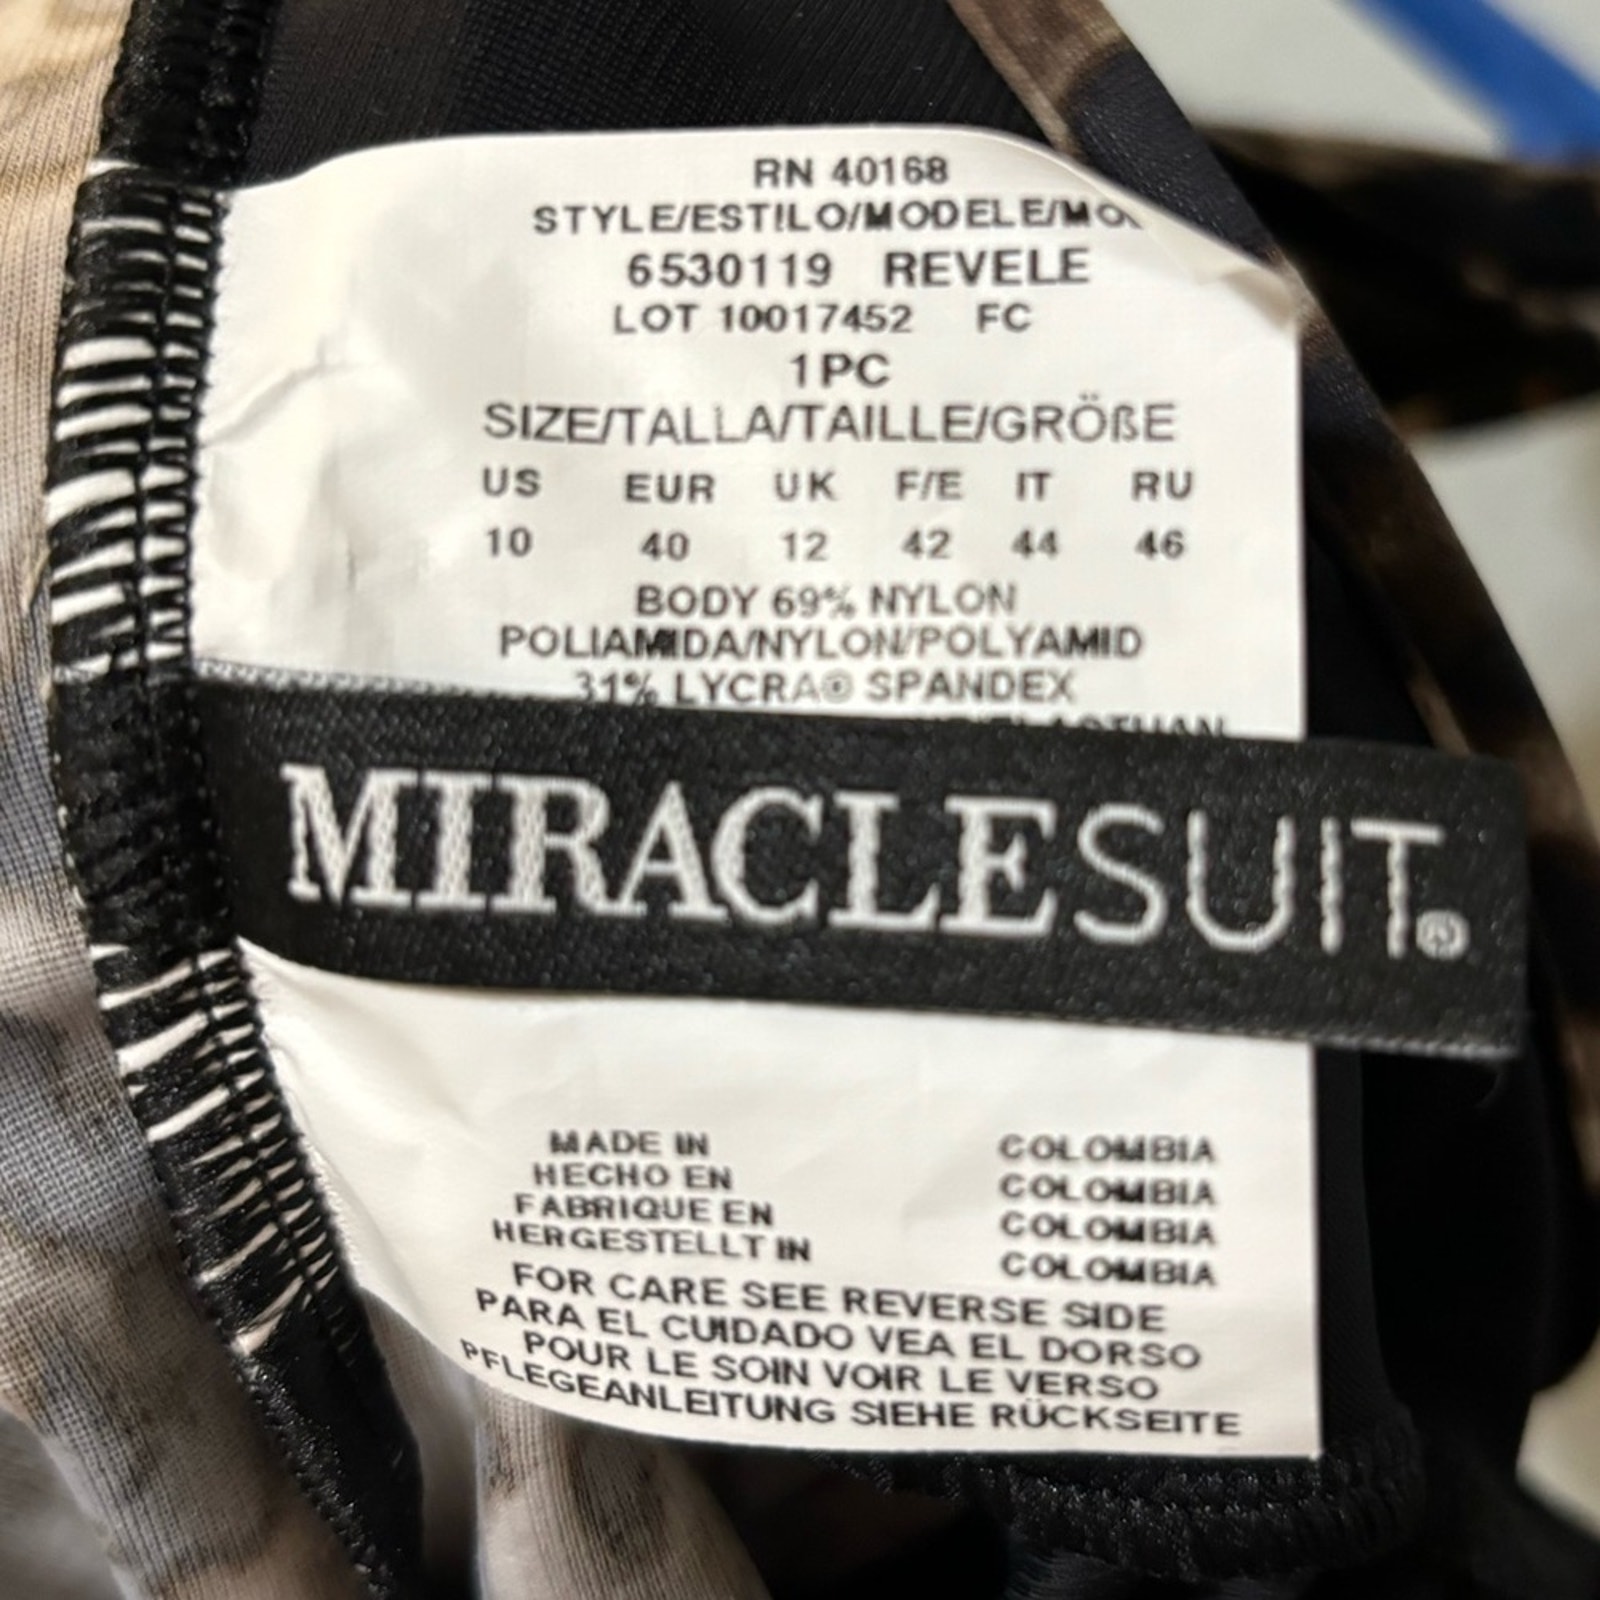 RN 40168
STYLE/ESTILO/MODELE/
6530119 REVELE
LOT 10017452 FC
1PC
SIZE/TALLA/TAILLE/GRÖßE
US EUR UK F/E IT RU
10 40 12 42 44 46
BODY 69% NYLON
POLIAMIDA/NYLON/POLYAMID
31% LYCRA® SPANDEX
MIRACLESUIT®
MADE IN COLOMBIA
HECHO EN COLOMBIA
FABRIQUE EN COLOMBIA
HERGESTELLT IN COLOMBIA
FOR CARE SEE REVERSE SIDE
PARA EL CUIDADO VEA EL DORSO
POUR LE SOIN VOIR LE VERSO
PFLEGEANLEITUNG SIEHE RÜCKSEITE